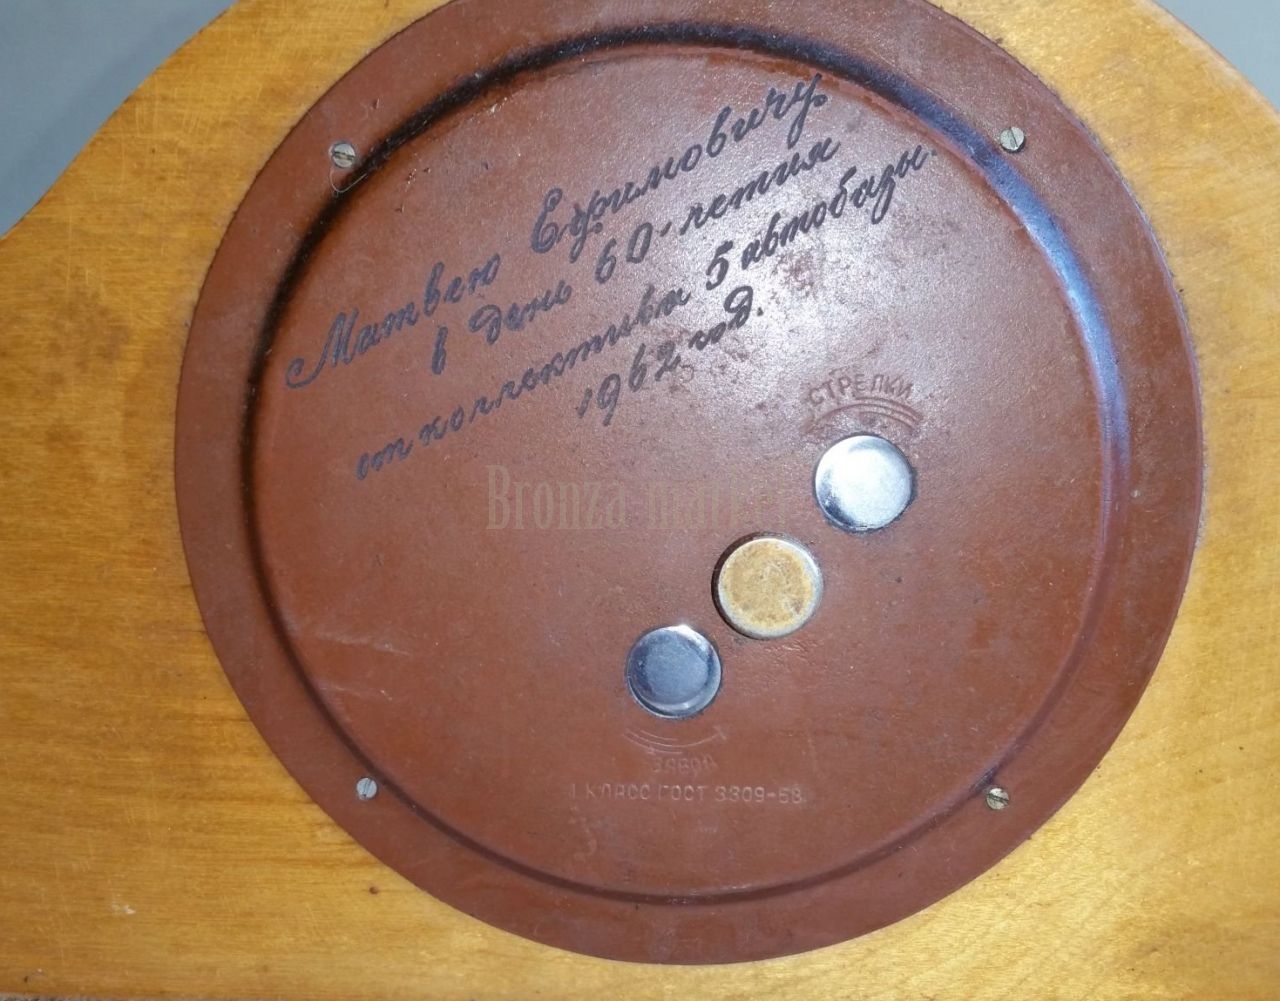 Матвею Ефимовичу
в день 60-летия
от коллектива 5 автобазы.
1962 год.
СТРЕЛКИ
Bronza
ЗАВОД
1 КЛАСС ГОСТ 3309-58